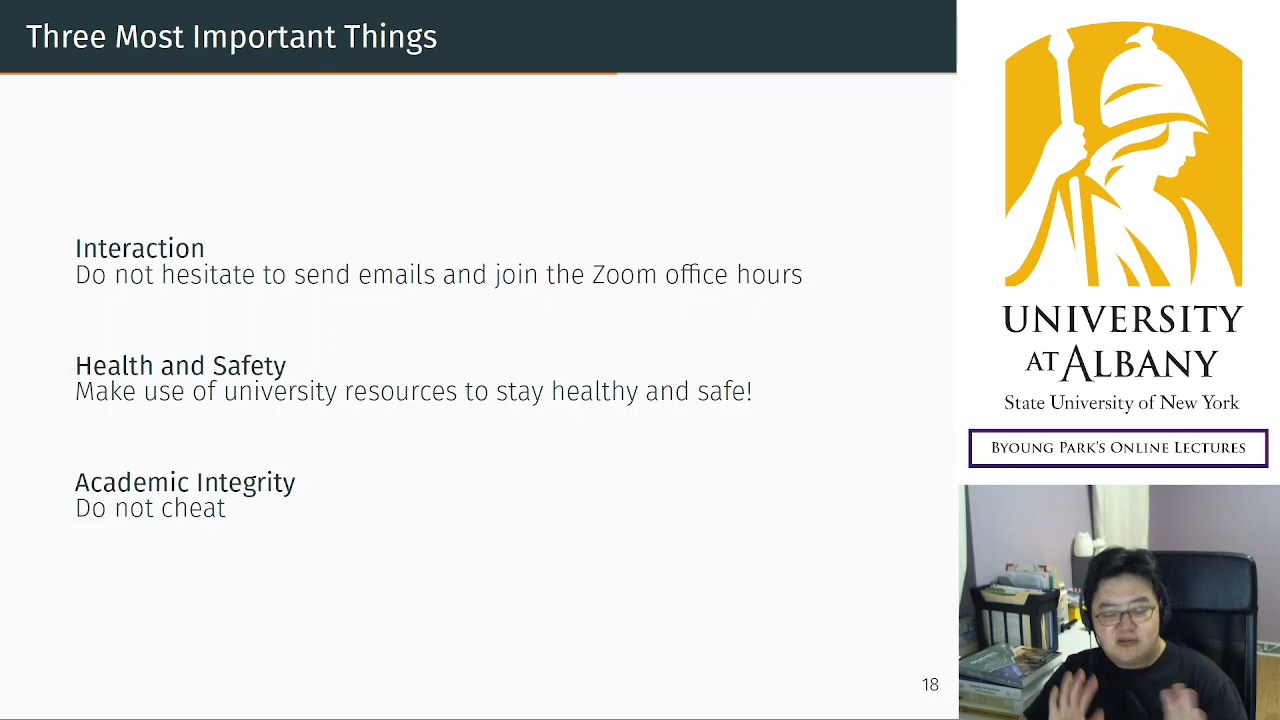 Three Most Important Things
Interaction
Do not hesitate to send emails and join the Zoom office hours
Health and Safety
Make use of university resources to stay healthy and safe!
Academic Integrity
Do not cheat
18
UNIVERSITY
AT ALBANY
State University of New York
BYOUNG PARK'S ONLINE LECTURES